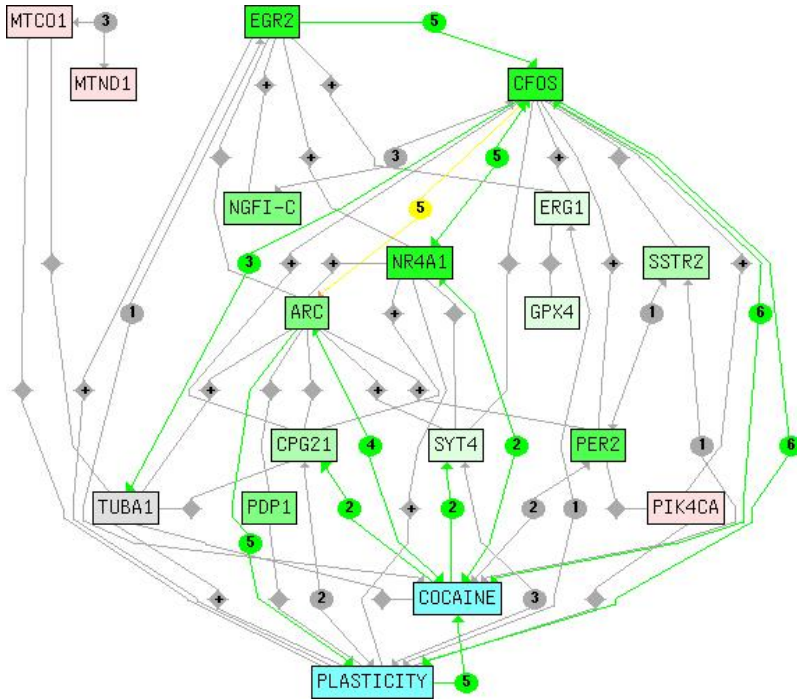 MTCO1
3
EGR2
5
MTND1
+
+
CFOS
+
3
5
+
NGFI-C
5
ERG1
3
+
+
NR4A1
+
SSTR2
+
1
ARC
+
GPX4
1
6
+
+
+
+
CPG21
4
SYT4
2
PER2
1
6
TUBA1
PDP1
2
+
2
2
1
PIK4CA
5
+
2
COCAINE
3
PLASTICITY
5